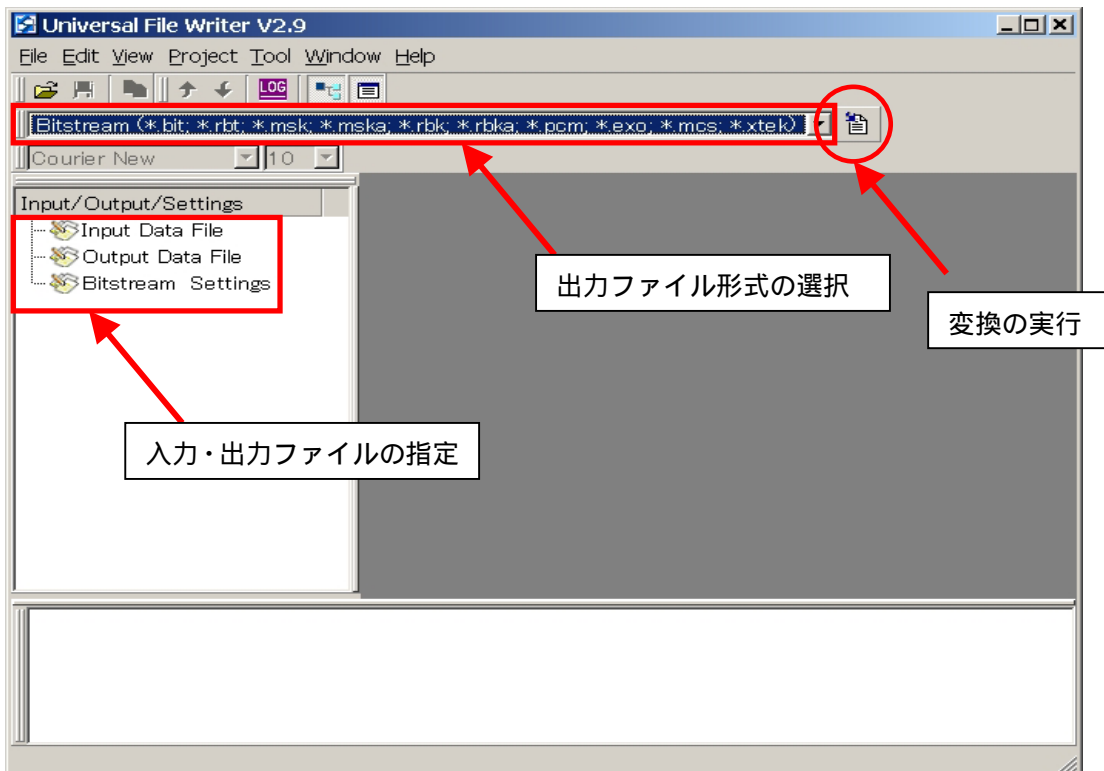 Universal File Writer V2.9
File Edit View Project Tool Window Help
LOG
Bitstream (*.bit; *.rbt; *.msk; *.mska; *.rbk; *.rbka; *.pcm; *.exo; *.mcs; *.xtek)
Courier New 10
Input/Output/Settings
Input Data File
Output Data File
Bitstream Settings
出力ファイル形式の選択
変換の実行
入力・出力ファイルの指定